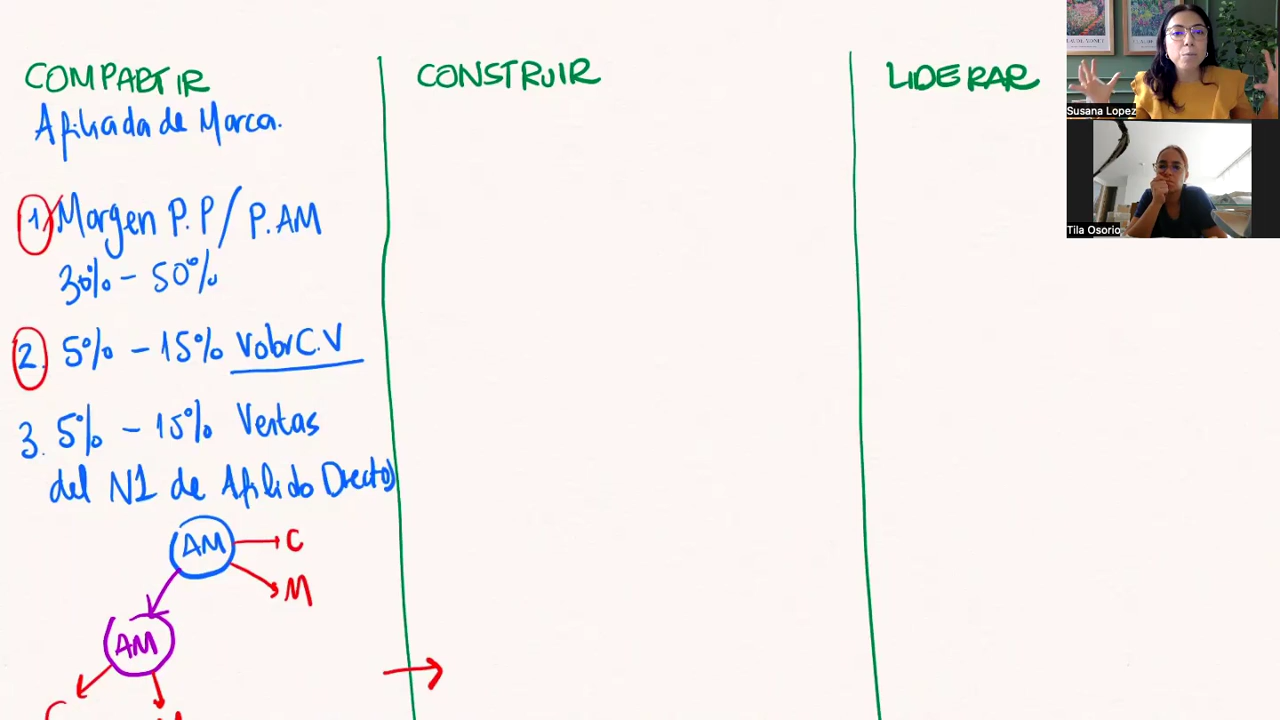 COMPARTIR
Afiliada de Marca.
1. Margen P.P / P. AM
30% - 50%
2. 5% - 15% Valor C.V
3. 5% - 15% Ventas
del N1 de Afiliado Directo)
AM
C
M
AM
C
CONSTRUIR
LIDERAR
Susana Lopez
Tila Osorio